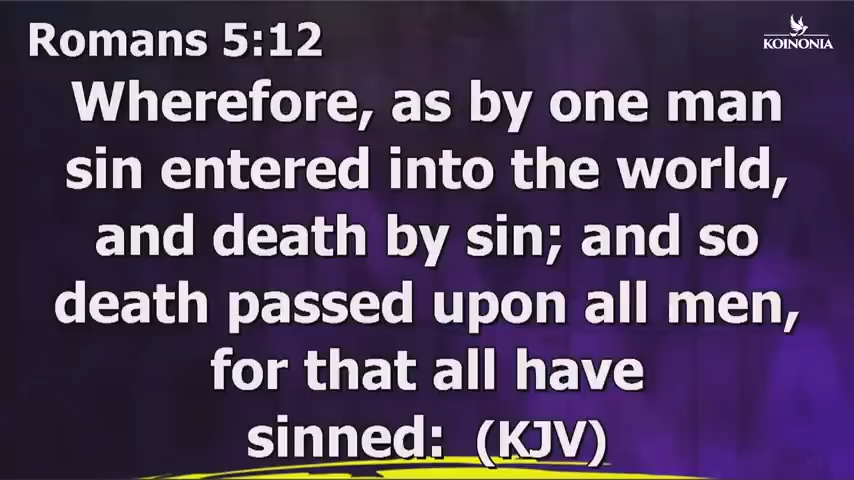 Romans 5:12
KOINONIA
Wherefore, as by one man
sin entered into the world,
and death by sin; and so
death passed upon all men,
for that all have
sinned: (KJV)